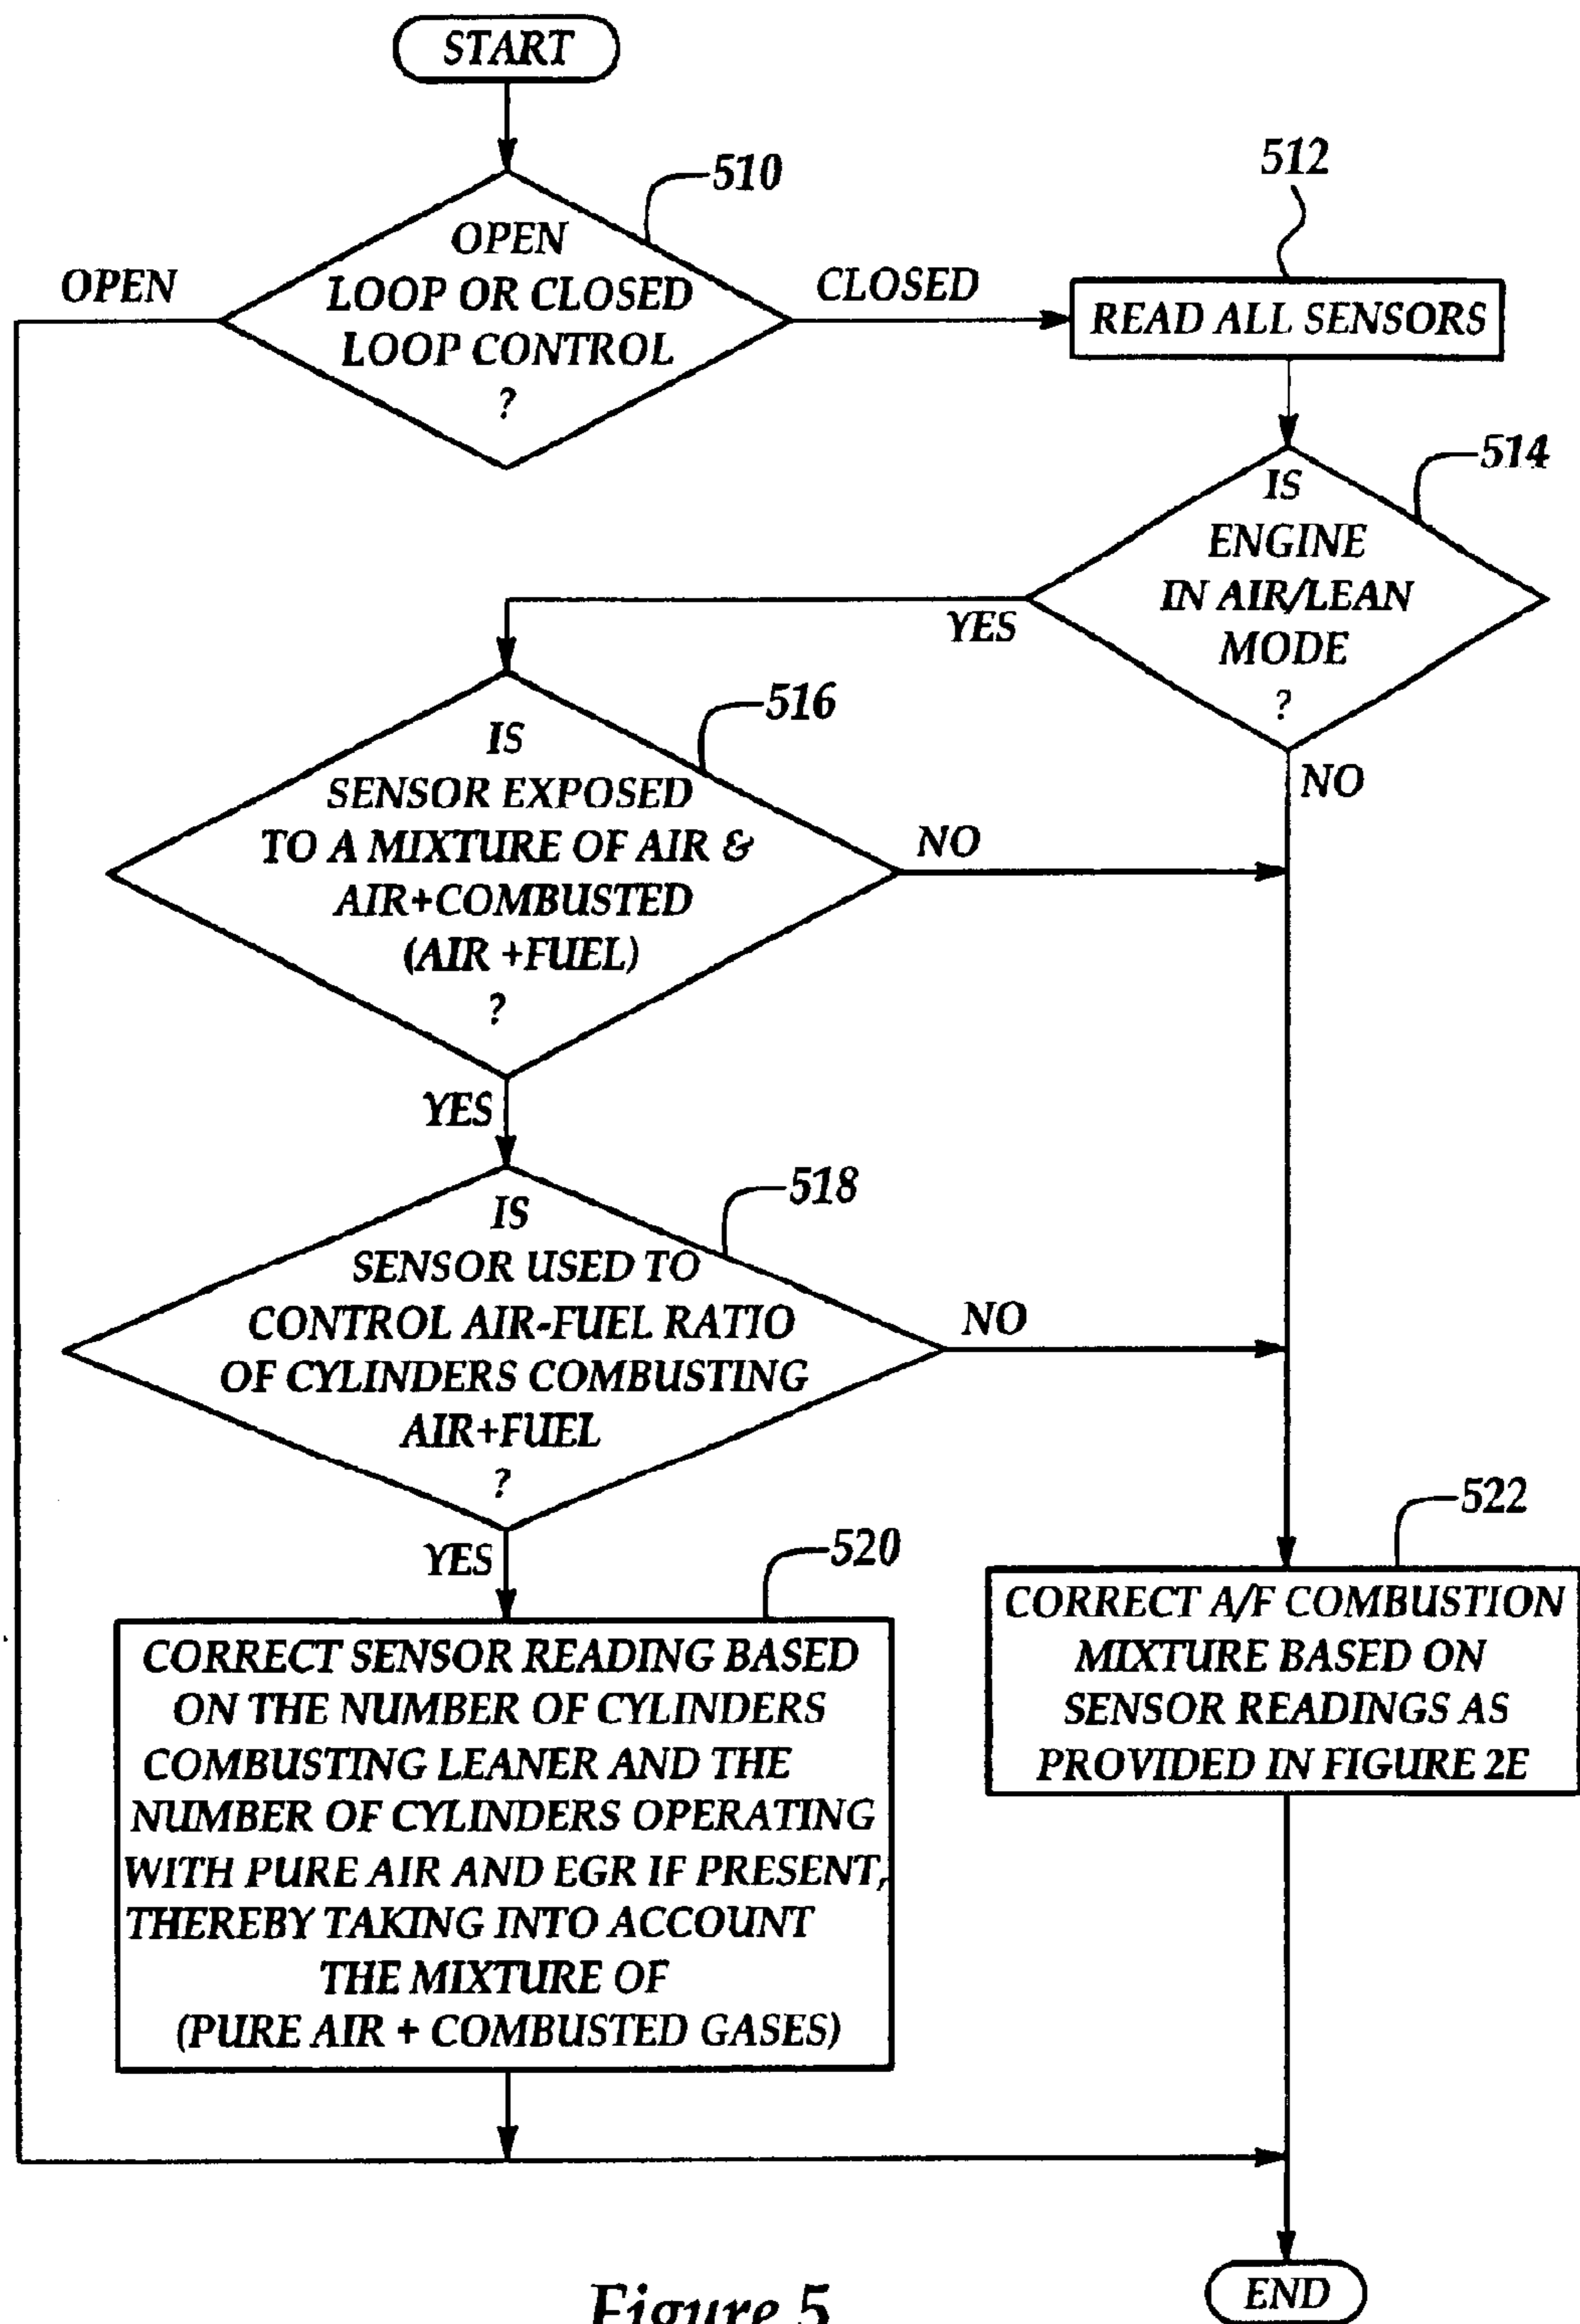 START
510
OPEN
LOOP OR CLOSED
LOOP CONTROL
?
OPEN
CLOSED
512
READ ALL SENSORS
514
IS
ENGINE
IN AIR/LEAN
MODE
?
YES
NO
516
IS
SENSOR EXPOSED
TO A MIXTURE OF AIR &
AIR+COMBUSTED
(AIR +FUEL)
?
NO
YES
518
IS
SENSOR USED TO
CONTROL AIR-FUEL RATIO
OF CYLINDERS COMBUSTING
AIR+FUEL
?
NO
YES
520
CORRECT SENSOR READING BASED
ON THE NUMBER OF CYLINDERS
COMBUSTING LEANER AND THE
NUMBER OF CYLINDERS OPERATING
WITH PURE AIR AND EGR IF PRESENT,
THEREBY TAKING INTO ACCOUNT
THE MIXTURE OF
(PURE AIR + COMBUSTED GASES)
522
CORRECT A/F COMBUSTION
MIXTURE BASED ON
SENSOR READINGS AS
PROVIDED IN FIGURE 2E
END
Figure 5